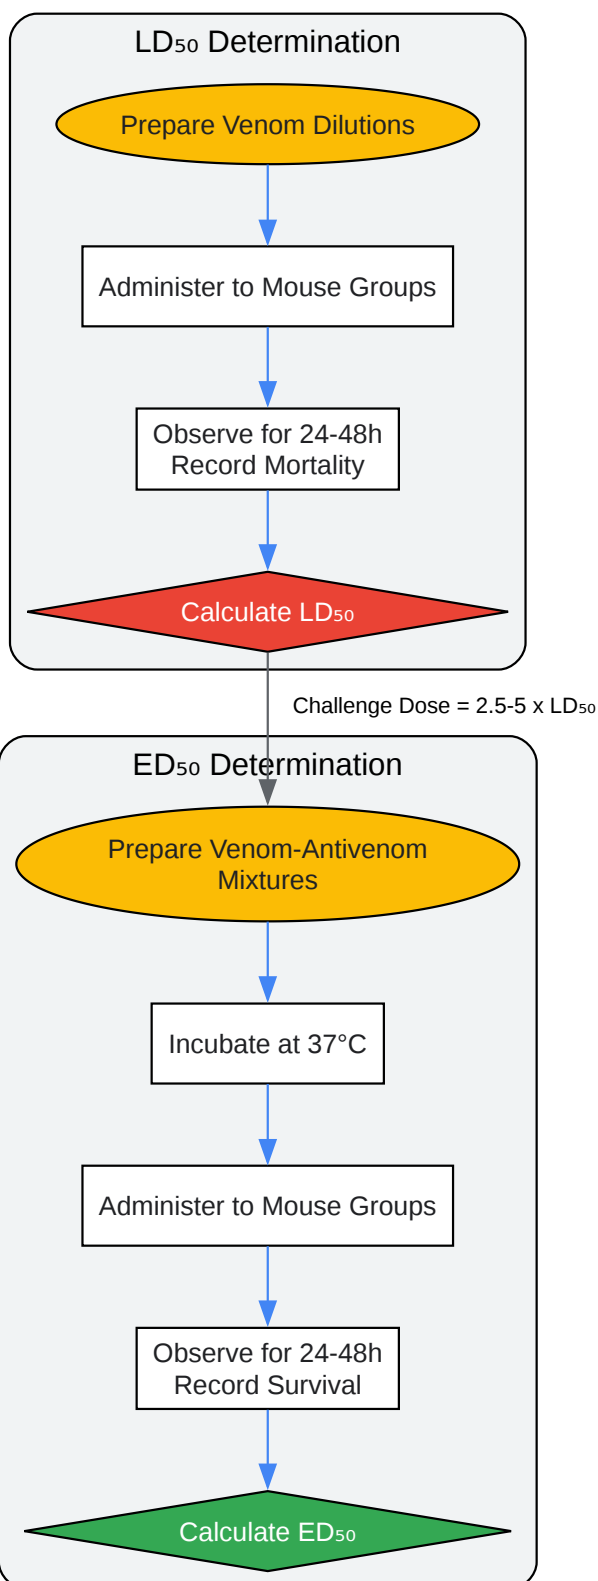 LD₅₀ Determination
Prepare Venom Dilutions
Administer to Mouse Groups
Observe for 24-48h
Record Mortality
Calculate LD₅₀
Challenge Dose = 2.5-5 x LD₅₀
ED₅₀ Determination
Prepare Venom-Antivenom
Mixtures
Incubate at 37°C
Administer to Mouse Groups
Observe for 24-48h
Record Survival
Calculate ED₅₀